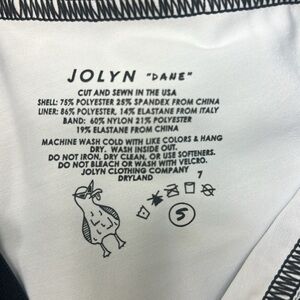 JOLYN "DANE"
CUT AND SEWN IN THE USA
SHELL: 75% POLYESTER 25% SPANDEX FROM CHINA
LINER: 86% POLYESTER, 14% ELASTANE FROM ITALY
BAND: 60% NYLON 21% POLYESTER
19% ELASTANE FROM CHINA
MACHINE WASH COLD WITH LIKE COLORS & HANG
DRY. WASH INSIDE OUT.
DO NOT IRON, DRY CLEAN, OR USE SOFTENERS.
DO NOT BLEACH OR WASH WITH VELCRO.
JOLYN CLOTHING COMPANY
DRYLAND
7
S